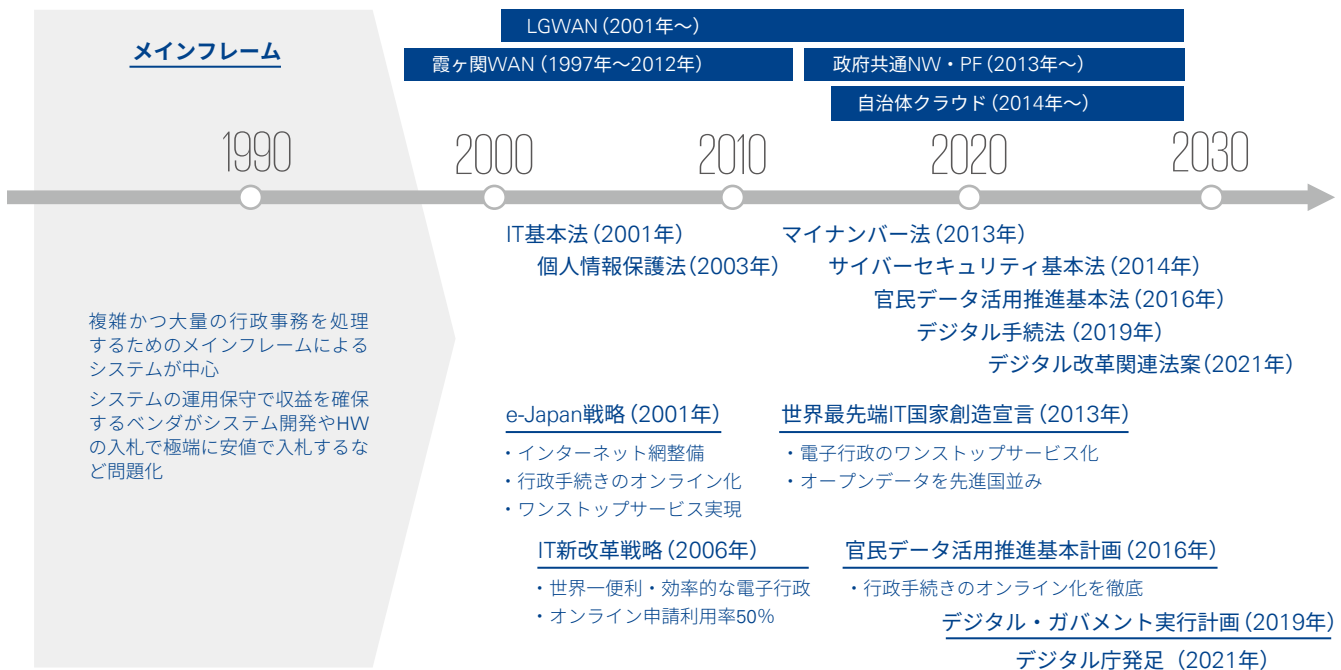 メインフレーム
LGWAN（2001年～）
霞ヶ関WAN（1997年～2012年）
政府共通NW・PF（2013年～）
自治体クラウド（2014年～）
1990
2000
2010
2020
2030
複雑かつ大量の行政事務を処理
するためのメインフレームによる
システムが中心
システムの運用保守で収益を確保
するベンダがシステム開発やHW
の入札で極端に安値で入札するな
ど問題化
IT基本法（2001年）
個人情報保護法（2003年）
マイナンバー法（2013年）
サイバーセキュリティ基本法（2014年）
官民データ活用推進基本法（2016年）
デジタル手続法（2019年）
デジタル改革関連法案（2021年）
e-Japan戦略（2001年）
・インターネット網整備
・行政手続きのオンライン化
・ワンストップサービス実現
世界最先端IT国家創造宣言（2013年）
・電子行政のワンストップサービス化
・オープンデータを先進国並み
IT新改革戦略（2006年）
・世界一便利・効率的な電子行政
・オンライン申請利用率50%
官民データ活用推進基本計画（2016年）
・行政手続きのオンライン化を徹底
デジタル・ガバメント実行計画（2019年）
デジタル庁発足（2021年）